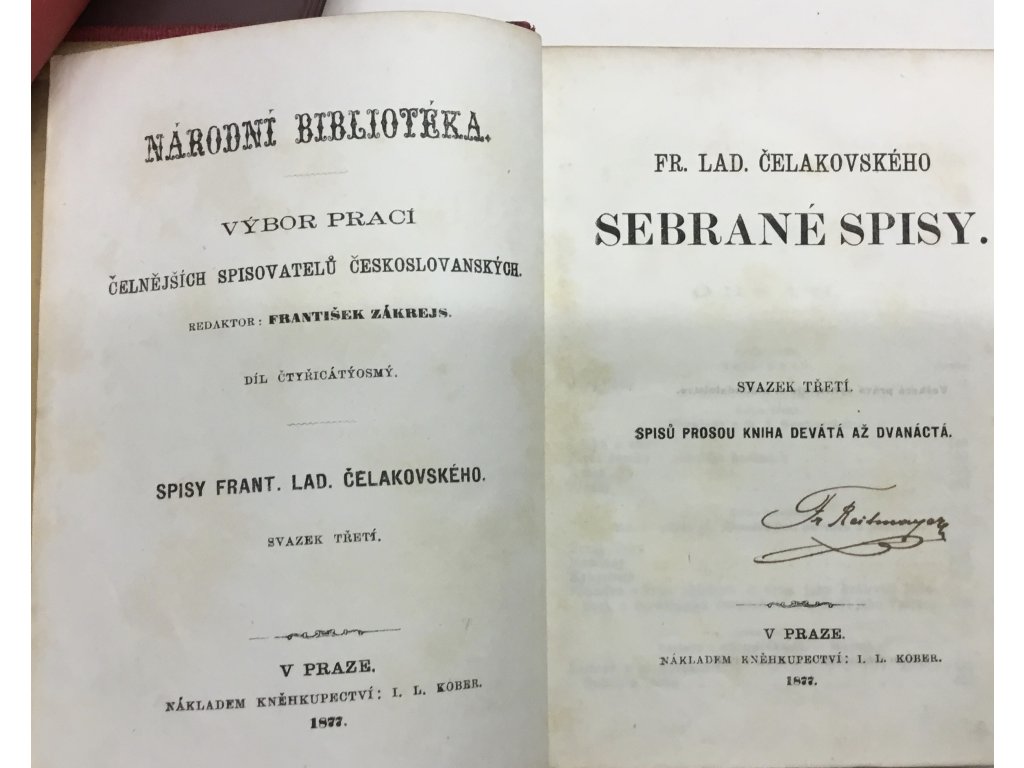 NÁRODNÍ BIBLIOTÉKA.
VÝBOR PRACÍ
ČELNĚJŠÍCH SPISOVATELŮ ČESKOSLOVANSKÝCH.
REDAKTOR: FRANTIŠEK ZÁKREJS.
DÍL ČTYŘICÁTÝOSMÝ.
SPISY FRANT. LAD. ČELAKOVSKÉHO.
SVAZEK TŘETÍ.
V PRAZE.
NÁKLADEM KNĚHKUPECTVÍ: I. L. KOBER.
1877.
FR. LAD. ČELAKOVSKÉHO
SEBRANÉ SPISY.
SVAZEK TŘETÍ.
SPISŮ PROSOU KNIHA DEVÁTÁ AŽ DVANÁCTÁ.
Fr Reitmayer
V PRAZE.
NÁKLADEM KNĚHKUPECTVÍ: I. L. KOBER.
1877.